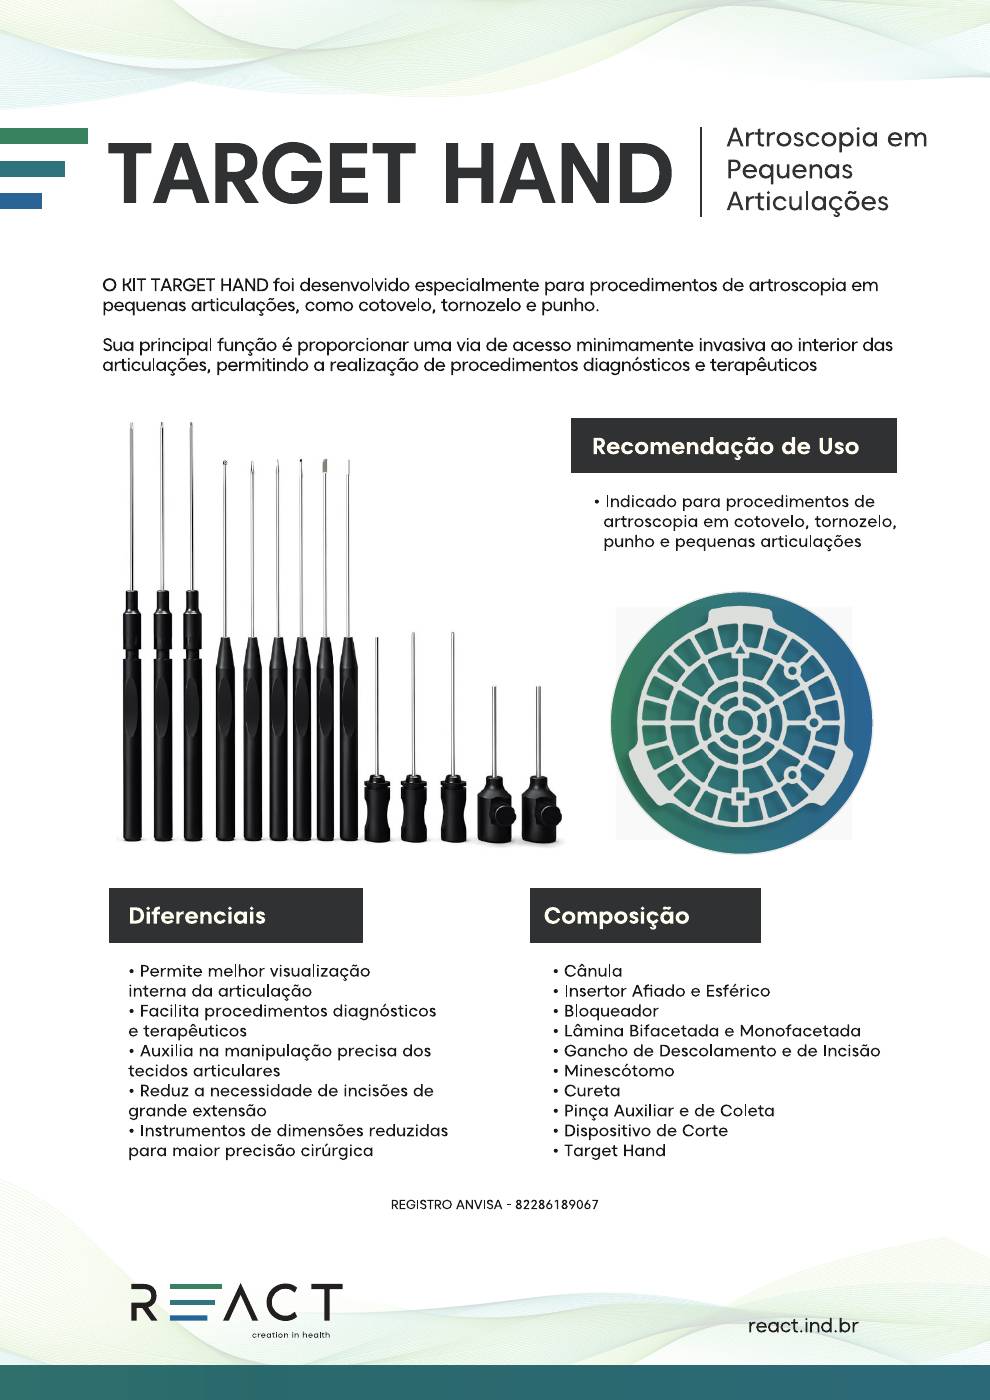 TARGET HAND
Artroscopia em
Pequenas
Articulações
O KIT TARGET HAND foi desenvolvido especialmente para procedimentos de artroscopia em
pequenas articulações, como cotovelo, tornozelo e punho.
Sua principal função é proporcionar uma via de acesso minimamente invasiva ao interior das
articulações, permitindo a realização de procedimentos diagnósticos e terapêuticos
Recomendação de Uso
• Indicado para procedimentos de
artroscopia em cotovelo, tornozelo,
punho e pequenas articulações
Diferenciais
• Permite melhor visualização
interna da articulação
• Facilita procedimentos diagnósticos
e terapêuticos
• Auxilia na manipulação precisa dos
tecidos articulares
• Reduz a necessidade de incisões de
grande extensão
• Instrumentos de dimensões reduzidas
para maior precisão cirúrgica
Composição
• Cânula
• Insertor Afiado e Esférico
• Bloqueador
• Lâmina Bifacetada e Monofacetada
• Gancho de Descolamento e de Incisão
• Minescótomo
• Cureta
• Pinça Auxiliar e de Coleta
• Dispositivo de Corte
• Target Hand
REGISTRO ANVISA - 82286189067
REACT
creation in health
react.ind.br